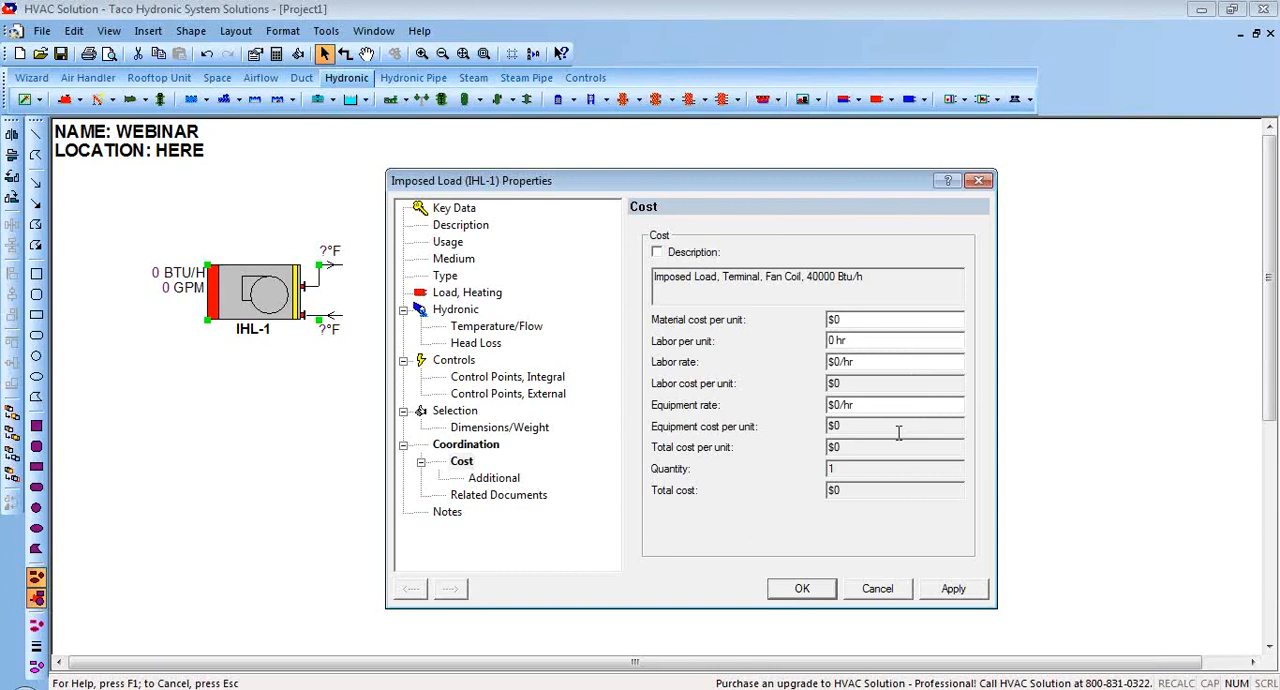 HVAC Solution - Taco Hydronic System Solutions - [Project1]
File Edit View Insert Shape Layout Format Tools Window Help
Wizard Air Handler Rooftop Unit Space Airflow Duct Hydronic Hydronic Pipe Steam Steam Pipe Controls
NAME: WEBINAR
LOCATION: HERE
0 BTU/H
0 GPM
?°F
?°F
IHL-1
Imposed Load (IHL-1) Properties
Key Data
Description
Usage
Medium
Type
Load, Heating
Hydronic
Temperature/Flow
Head Loss
Controls
Control Points, Integral
Control Points, External
Selection
Dimensions/Weight
Coordination
Cost
Additional
Related Documents
Notes
Cost
Cost
Description:
Imposed Load, Terminal, Fan Coil, 40000 Btu/h
Material cost per unit: $0
Labor per unit: 0 hr
Labor rate: $0/hr
Labor cost per unit: $0
Equipment rate: $0/hr
Equipment cost per unit: $0
Total cost per unit: $0
Quantity: 1
Total cost: $0
<--- ---> OK Cancel Apply
For Help, press F1; to Cancel, press Esc
Purchase an upgrade to HVAC Solution - Professional! Call HVAC Solution at 800-831-0322. RECALC CAP NUM SCRL